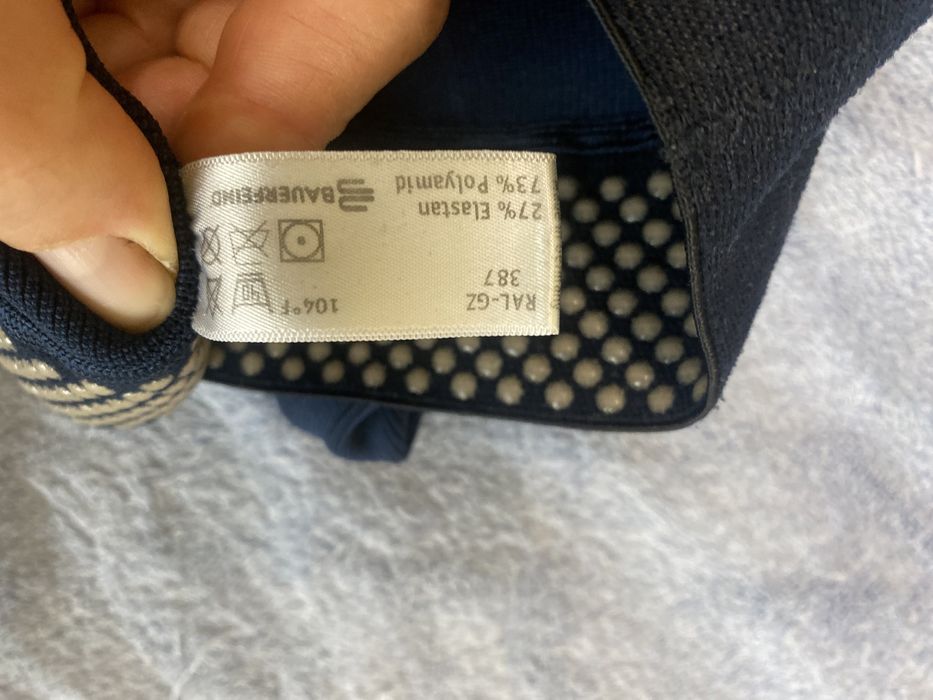 RAL-GZ
387
104°F
27% Elastan
73% Polyamid
BAUERFEIND